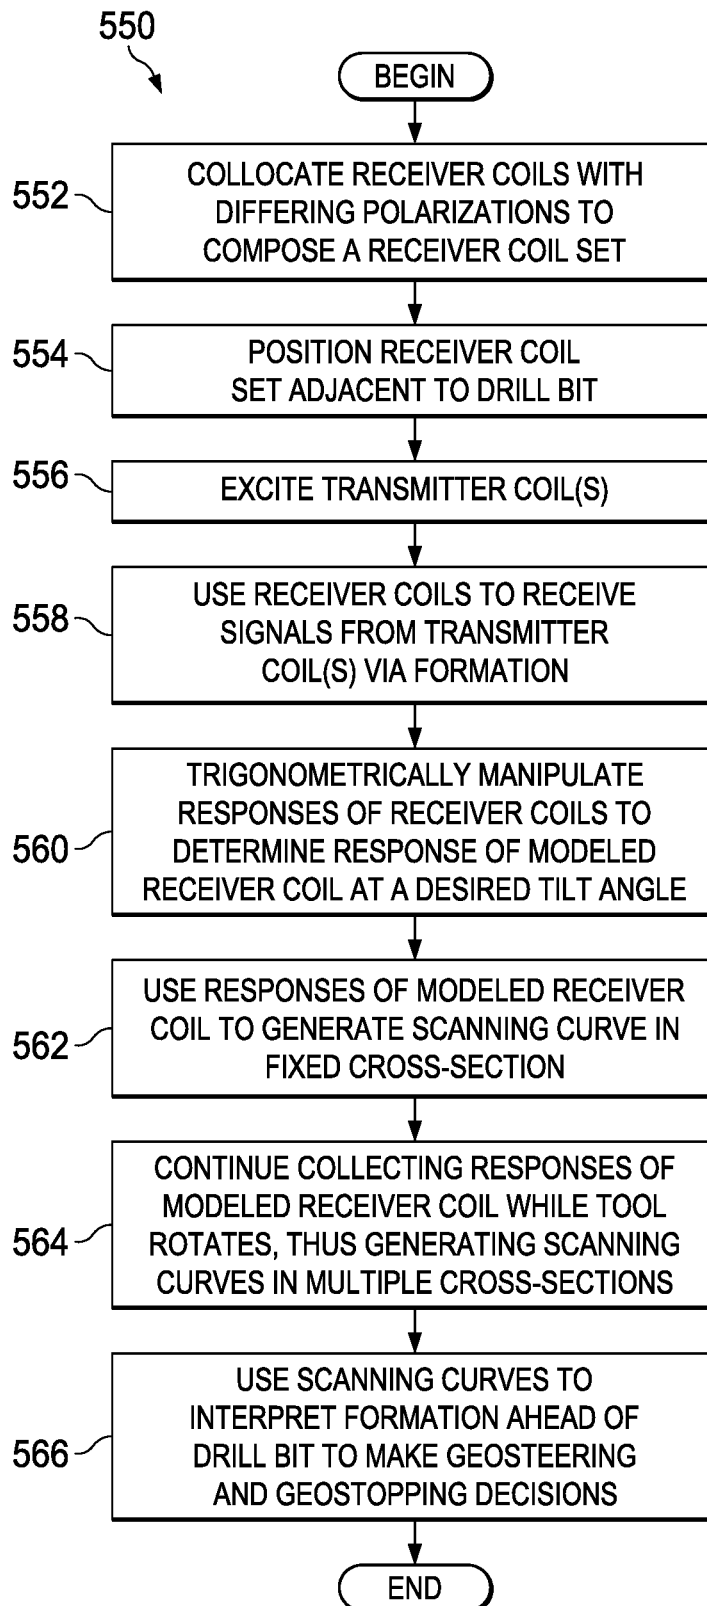 550
BEGIN
552
COLLOCATE RECEIVER COILS WITH
DIFFERING POLARIZATIONS TO
COMPOSE A RECEIVER COIL SET
554
POSITION RECEIVER COIL
SET ADJACENT TO DRILL BIT
556
EXCITE TRANSMITTER COIL(S)
558
USE RECEIVER COILS TO RECEIVE
SIGNALS FROM TRANSMITTER
COIL(S) VIA FORMATION
560
TRIGONOMETRICALLY MANIPULATE
RESPONSES OF RECEIVER COILS TO
DETERMINE RESPONSE OF MODELED
RECEIVER COIL AT A DESIRED TILT ANGLE
562
USE RESPONSES OF MODELED RECEIVER
COIL TO GENERATE SCANNING CURVE IN
FIXED CROSS-SECTION
564
CONTINUE COLLECTING RESPONSES OF
MODELED RECEIVER COIL WHILE TOOL
ROTATES, THUS GENERATING SCANNING
CURVES IN MULTIPLE CROSS-SECTIONS
566
USE SCANNING CURVES TO
INTERPRET FORMATION AHEAD OF
DRILL BIT TO MAKE GEOSTEERING
AND GEOSTOPPING DECISIONS
END